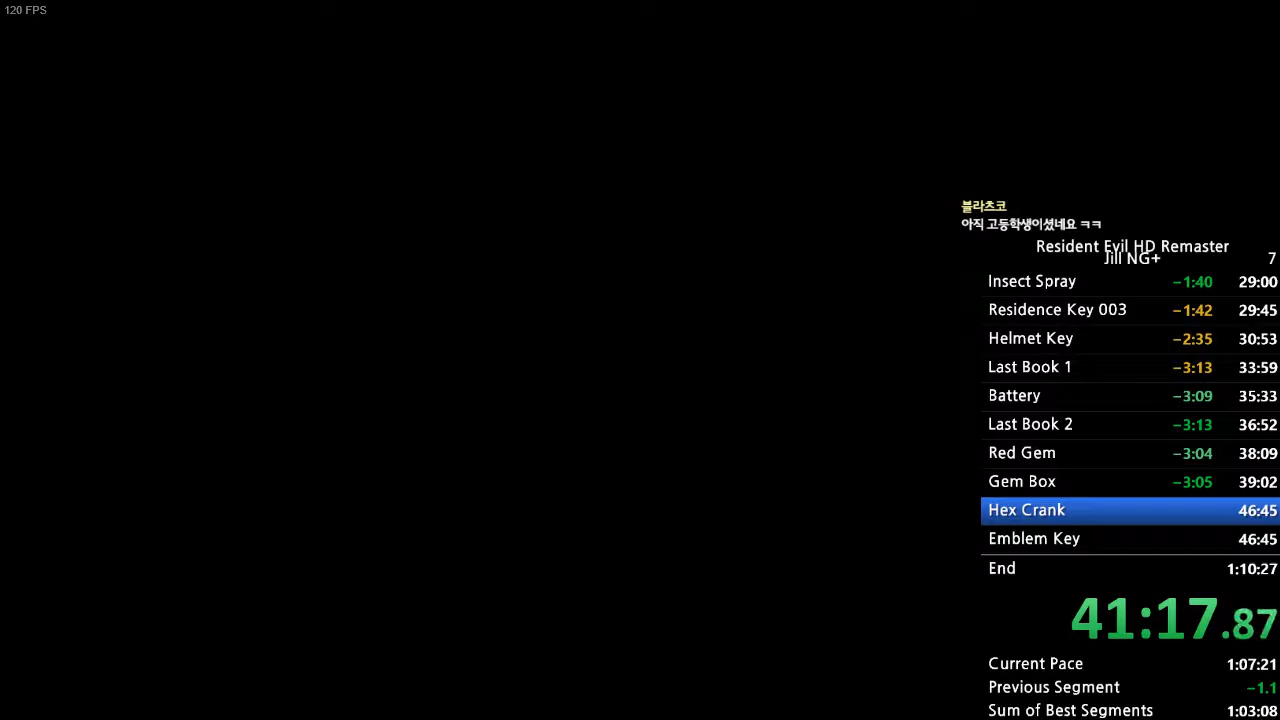 120 FPS
블라츠코
아직 고등학생이셨네요 ㅋㅋ
Resident Evil HD Remaster
Jill NG+ 7
Insect Spray -1:40 29:00
Residence Key 003 -1:42 29:45
Helmet Key -2:35 30:53
Last Book 1 -3:13 33:59
Battery -3:09 35:33
Last Book 2 -3:13 36:52
Red Gem -3:04 38:09
Gem Box -3:05 39:02
Hex Crank 46:45
Emblem Key 46:45
End 1:10:27
41:17.87
Current Pace 1:07:21
Previous Segment -1.1
Sum of Best Segments 1:03:08